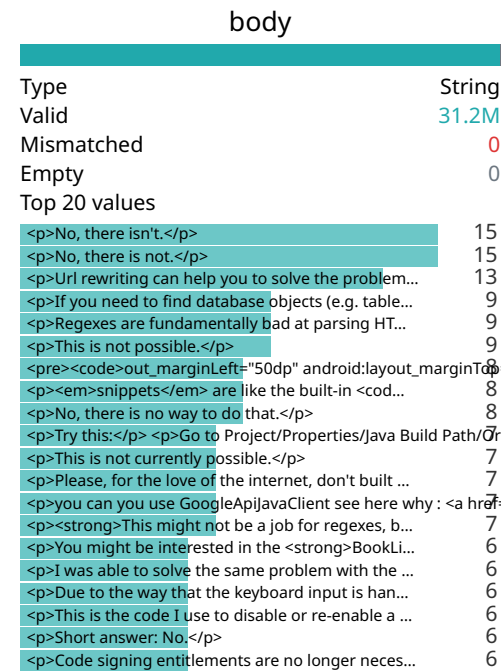 body
Type String
Valid 31.2M
Mismatched 0
Empty 0
Top 20 values
<p>No, there isn't.</p> 15
<p>No, there is not.</p> 15
<p>Url rewriting can help you to solve the problem... 13
<p>If you need to find database objects (e.g. table... 9
<p>Regexes are fundamentally bad at parsing HT... 9
<p>This is not possible.</p> 9
<pre><code>out_marginLeft="50dp" android:layout_marginTop 8
<p><em>snippets</em> are like the built-in <cod... 8
<p>No, there is no way to do that.</p> 8
<p>Try this:</p> <p>Go to Project/Properties/Java Build Path/Or 7
<p>This is not currently possible.</p> 7
<p>Please, for the love of the internet, don't built ... 7
<p>you can you use GoogleApiJavaClient see here why : <a href= 7
<p><strong>This might not be a job for regexes, b... 7
<p>You might be interested in the <strong>BookLi... 6
<p>I was able to solve the same problem with the ... 6
<p>Due to the way that the keyboard input is han... 6
<p>This is the code I use to disable or re-enable a ... 6
<p>Short answer: No.</p> 6
<p>Code signing entitlements are no longer neces... 6